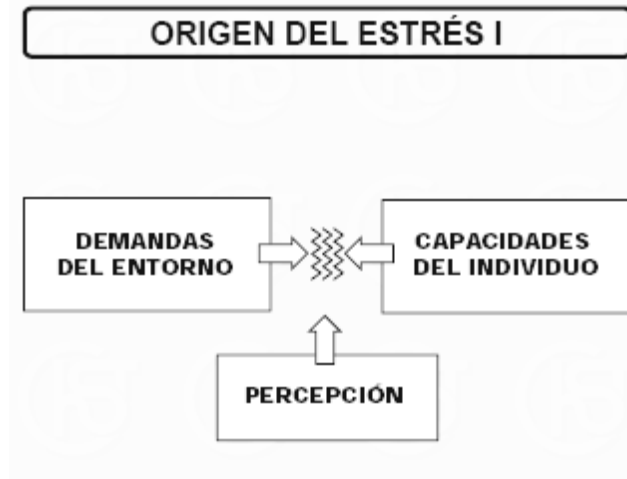 ORIGEN DEL ESTRÉS I
DEMANDAS
DEL ENTORNO
CAPACIDADES
DEL INDIVIDUO
PERCEPCIÓN